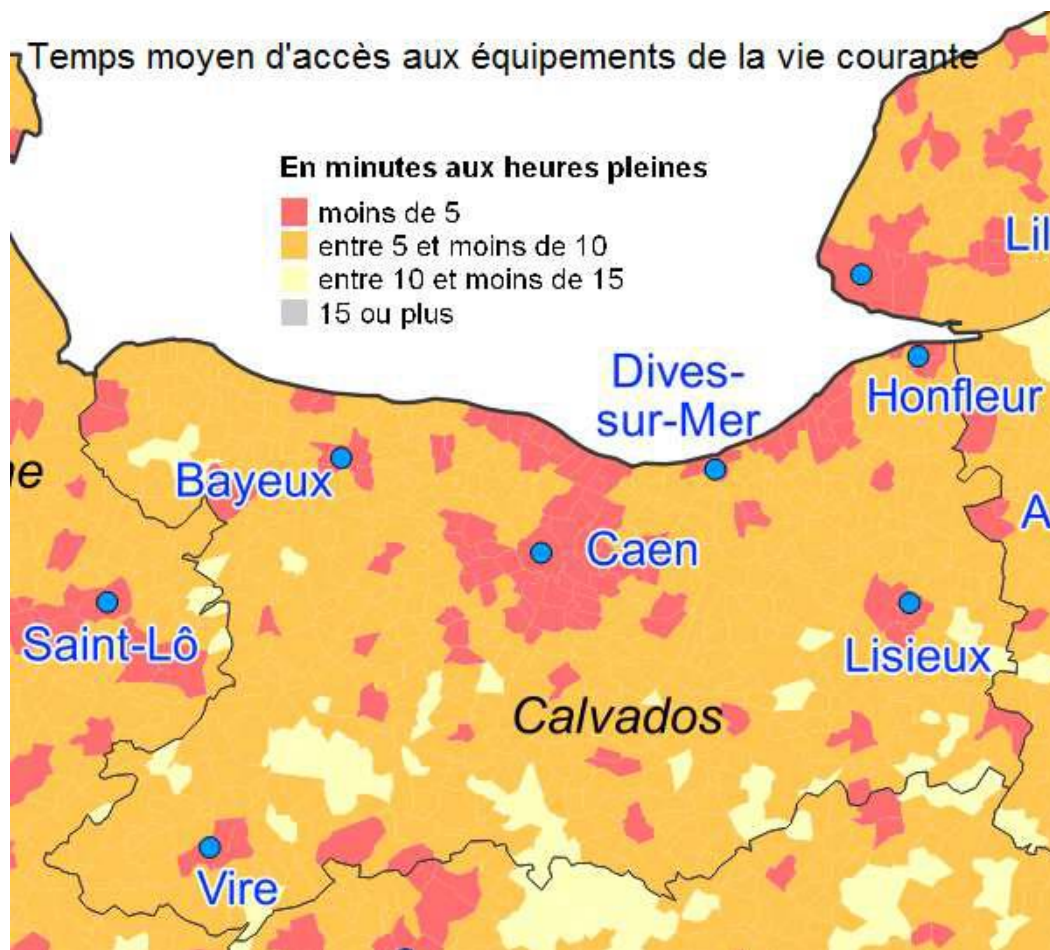 Temps moyen d'accès aux équipements de la vie courante
En minutes aux heures pleines
moins de 5
entre 5 et moins de 10
entre 10 et moins de 15
15 ou plus
Lil
Dives-
sur-Mer
Honfleur
ne
Bayeux
A
Caen
Saint-Lô
Lisieux
Calvados
Vire